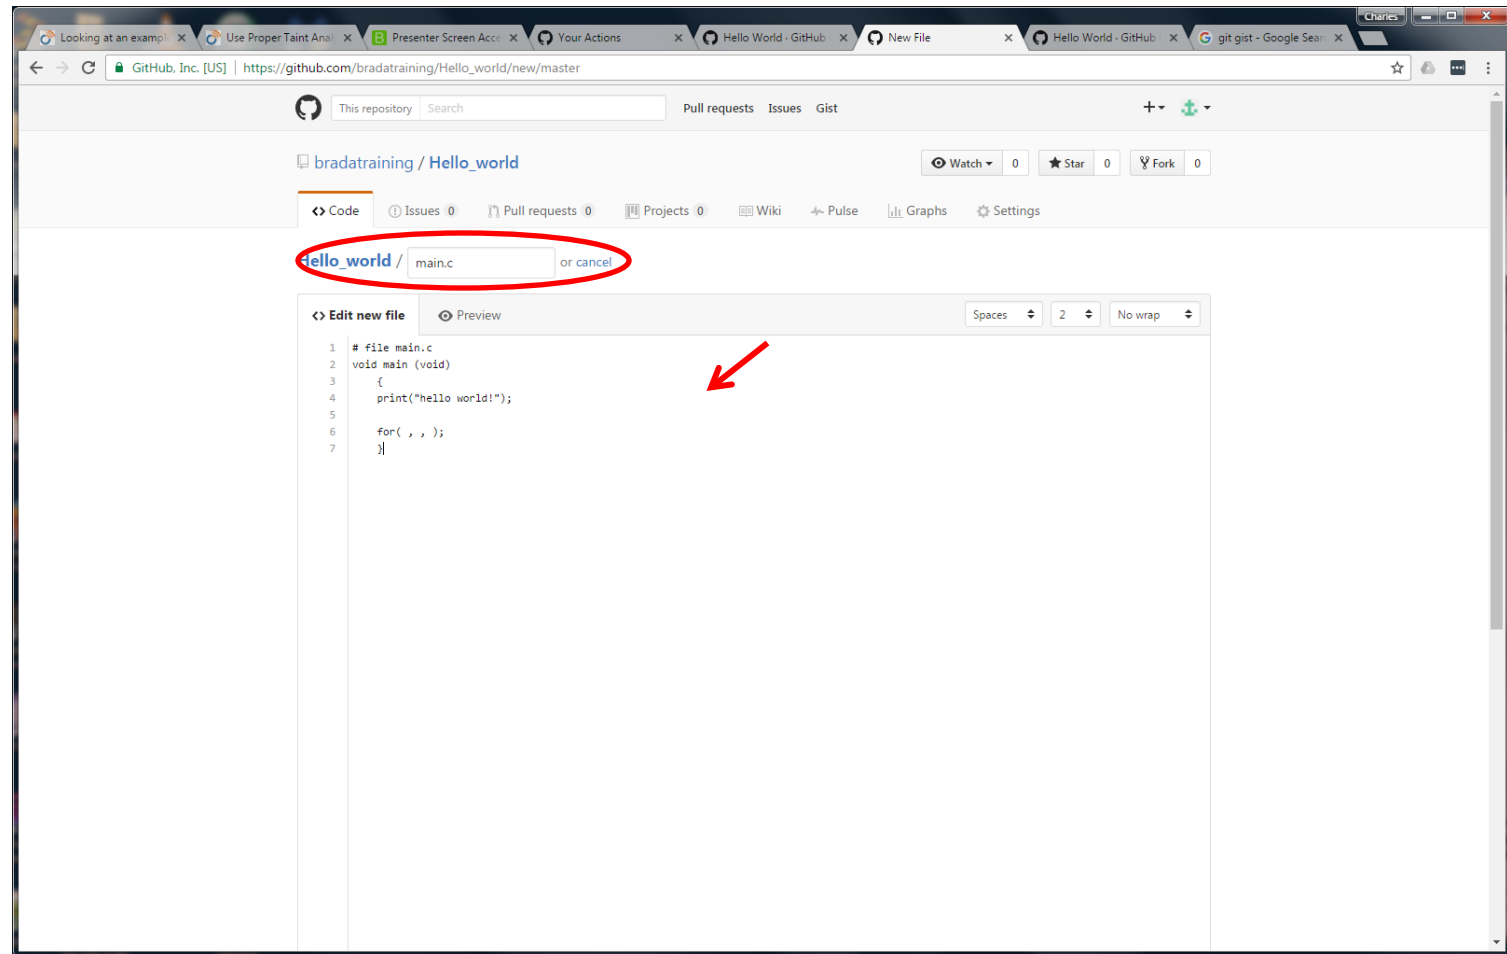 Charles
Looking at an exampl
Use Proper Taint Anal
Presenter Screen Acce
Your Actions
Hello World · GitHub
New File
Hello World · GitHub
git gist - Google Searc
GitHub, Inc. [US] | https://github.com/bradatraining/Hello_world/new/master
This repository Search Pull requests Issues Gist
bradatraining / Hello_world Watch 0 Star 0 Fork 0
Code Issues 0 Pull requests 0 Projects 0 Wiki Pulse Graphs Settings
Hello_world / main.c or cancel
<> Edit new file Preview Spaces 2 No wrap
1 # file main.c
2 void main (void)
3 {
4 print("hello world!");
5
6 for( , , );
7 }